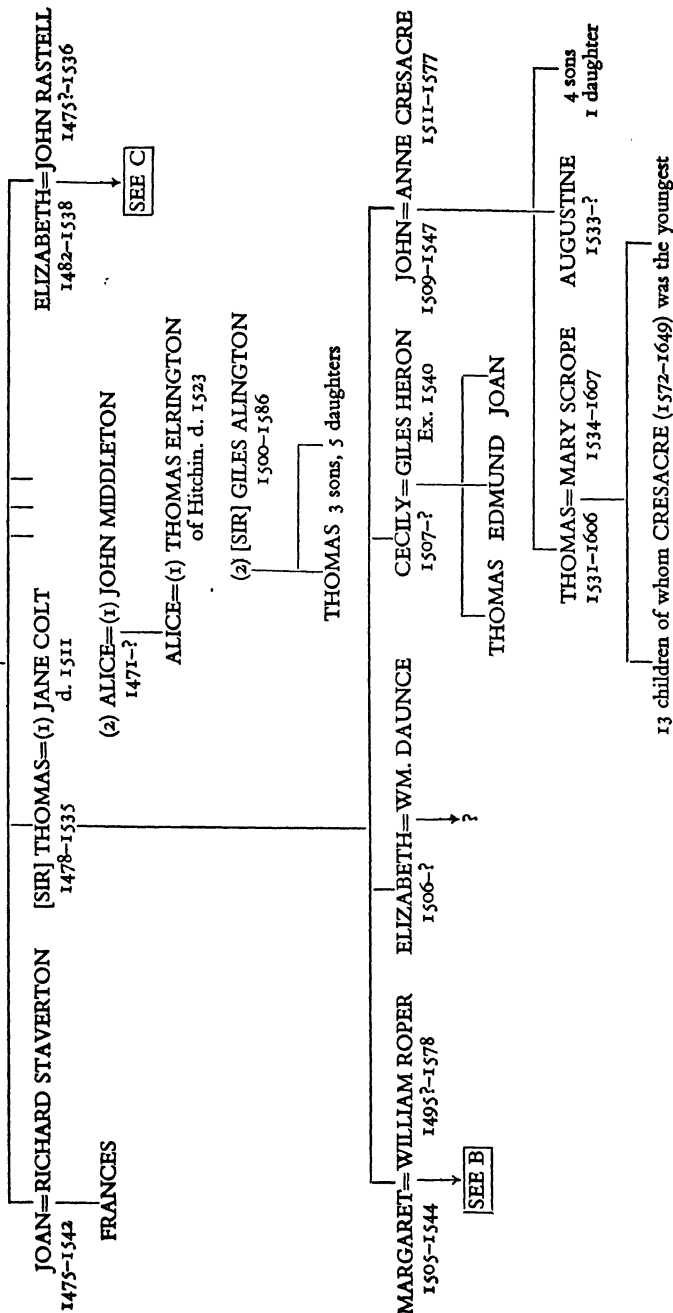 JOAN=RICHARD STAVERTON
1475–1542
FRANCES
[SIR] THOMAS=(1) JANE COLT
1478–1535
d. 1511
(2) ALICE=(1) JOHN MIDDLETON
1471–?
ALICE=(1) THOMAS ELRINGTON
of Hitchin. d. 1523
(2) [SIR] GILES ALINGTON
1500–1586
THOMAS 3 sons, 5 daughters
ELIZABETH=JOHN RASTELL
1482–1538
1475?–1536
SEE C
MARGARET=WILLIAM ROPER
1505–1544
1495?–1578
SEE B
ELIZABETH=WM. DAUNCE
1506–?
?
CECILY=GILES HERON
1507–?
Ex. 1540
THOMAS EDMUND JOAN
JOHN=ANNE CRESACRE
1509–1547
1511–1577
THOMAS=MARY SCROPE
1531–1606
1534–1607
AUGUSTINE
1533–?
4 sons
1 daughter
13 children of whom CRESACRE (1572–1649) was the youngest